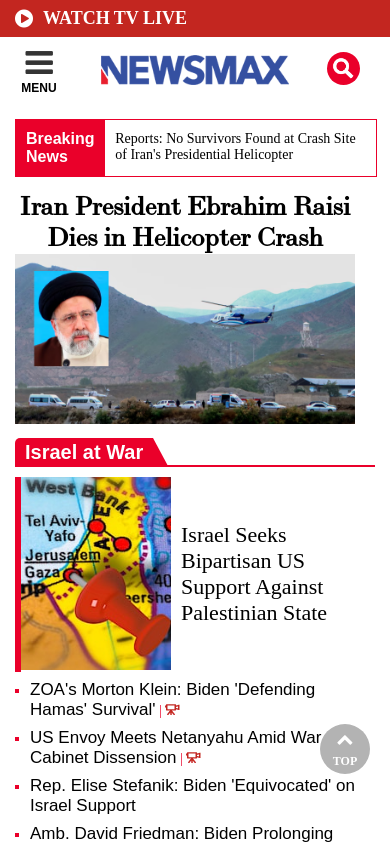 WATCH TV LIVE
MENU
NEWSMAX
Breaking News
Reports: No Survivors Found at Crash Site
of Iran's Presidential Helicopter
Iran President Ebrahim Raisi
Dies in Helicopter Crash
Israel at War
West Bank
Tel Aviv-
Yafo
Jerusalem
Gaza
40
eersheba
Israel Seeks
Bipartisan US
Support Against
Palestinian State
ZOA's Morton Klein: Biden 'Defending
Hamas' Survival' |
US Envoy Meets Netanyahu Amid War
Cabinet Dissension |
TOP
Rep. Elise Stefanik: Biden 'Equivocated' on
Israel Support
Amb. David Friedman: Biden Prolonging